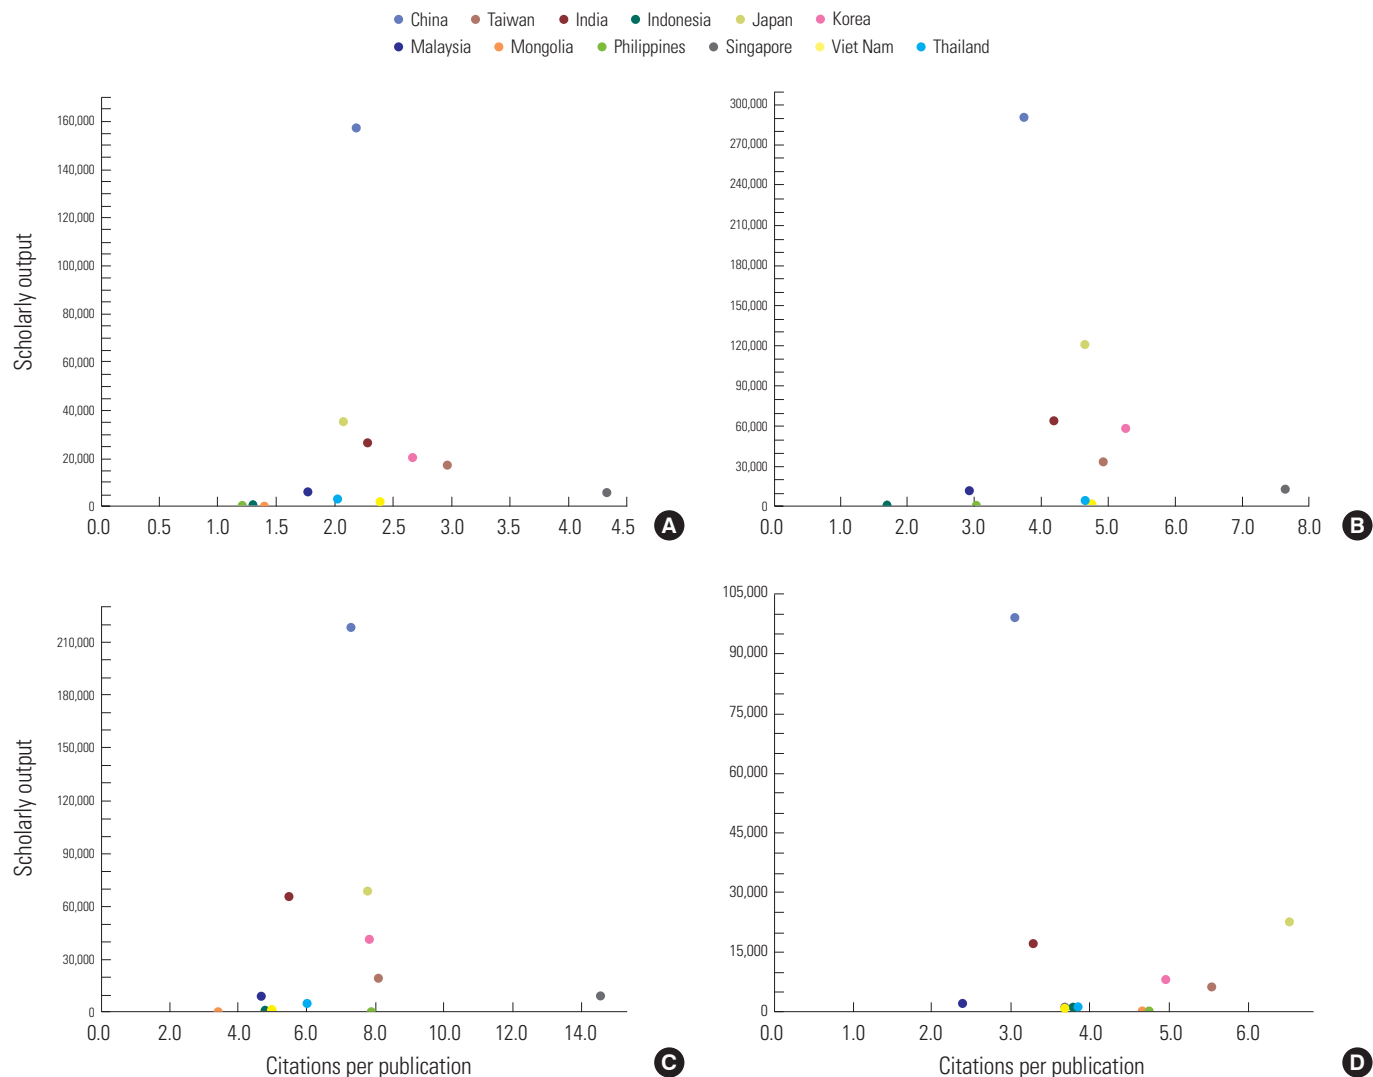 China Taiwan India Indonesia Japan Korea
Malaysia Mongolia Philippines Singapore Viet Nam Thailand
Scholarly output
160,000
140,000
120,000
100,000
80,000
60,000
40,000
20,000
0
0.0 0.5 1.0 1.5 2.0 2.5 3.0 3.5 4.0 4.5
A
300,000
270,000
240,000
210,000
180,000
150,000
120,000
90,000
60,000
30,000
0
0.0 1.0 2.0 3.0 4.0 5.0 6.0 7.0 8.0
B
Scholarly output
210,000
180,000
150,000
120,000
90,000
60,000
30,000
0
0.0 2.0 4.0 6.0 8.0 10.0 12.0 14.0
Citations per publication
C
105,000
90,000
75,000
60,000
45,000
30,000
15,000
0
0.0 1.0 2.0 3.0 4.0 5.0 6.0
Citations per publication
D